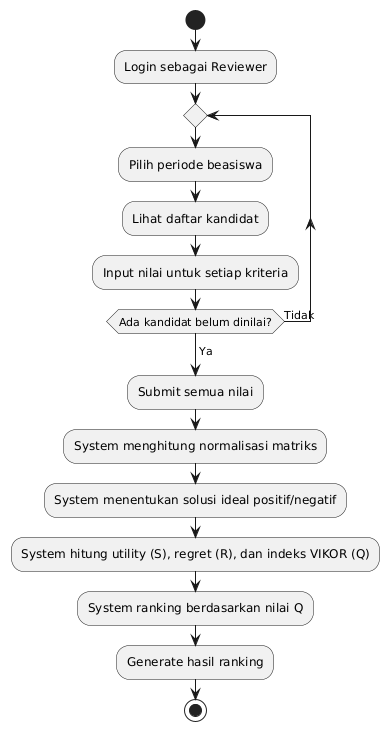 Login sebagai Reviewer
Pilih periode beasiswa
Lihat daftar kandidat
Input nilai untuk setiap kriteria
Ada kandidat belum dinilai?
Tidak
Ya
Submit semua nilai
System menghitung normalisasi matriks
System menentukan solusi ideal positif/negatif
System hitung utility (S), regret (R), dan indeks VIKOR (Q)
System ranking berdasarkan nilai Q
Generate hasil ranking